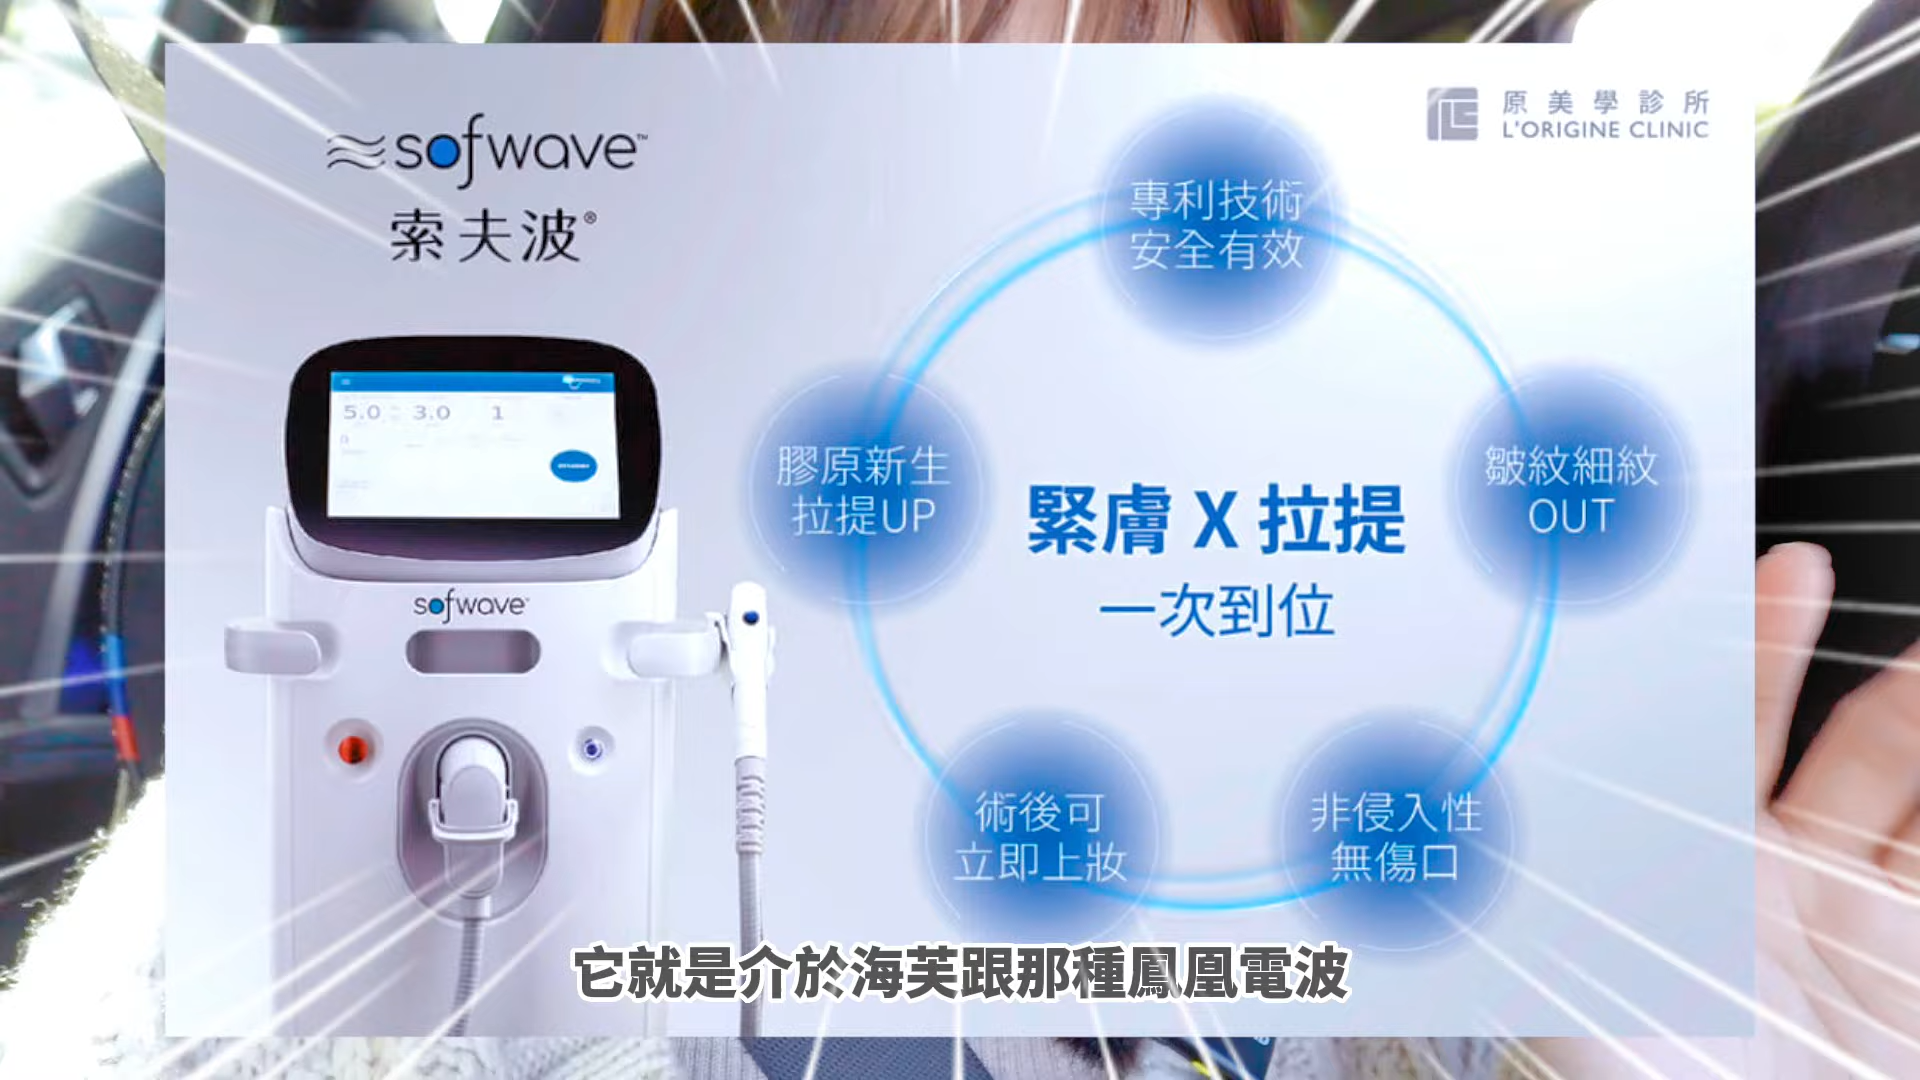 sofwave™
索夫波®
原美學診所
L'ORIGINE CLINIC
專利技術
安全有效
膠原新生
拉提UP
皺紋細紋
OUT
緊膚 X 拉提
一次到位
術後可
立即上妝
非侵入性
無傷口
5.0 3.0 1
sofwave
它就是介於海芙跟那種鳳凰電波